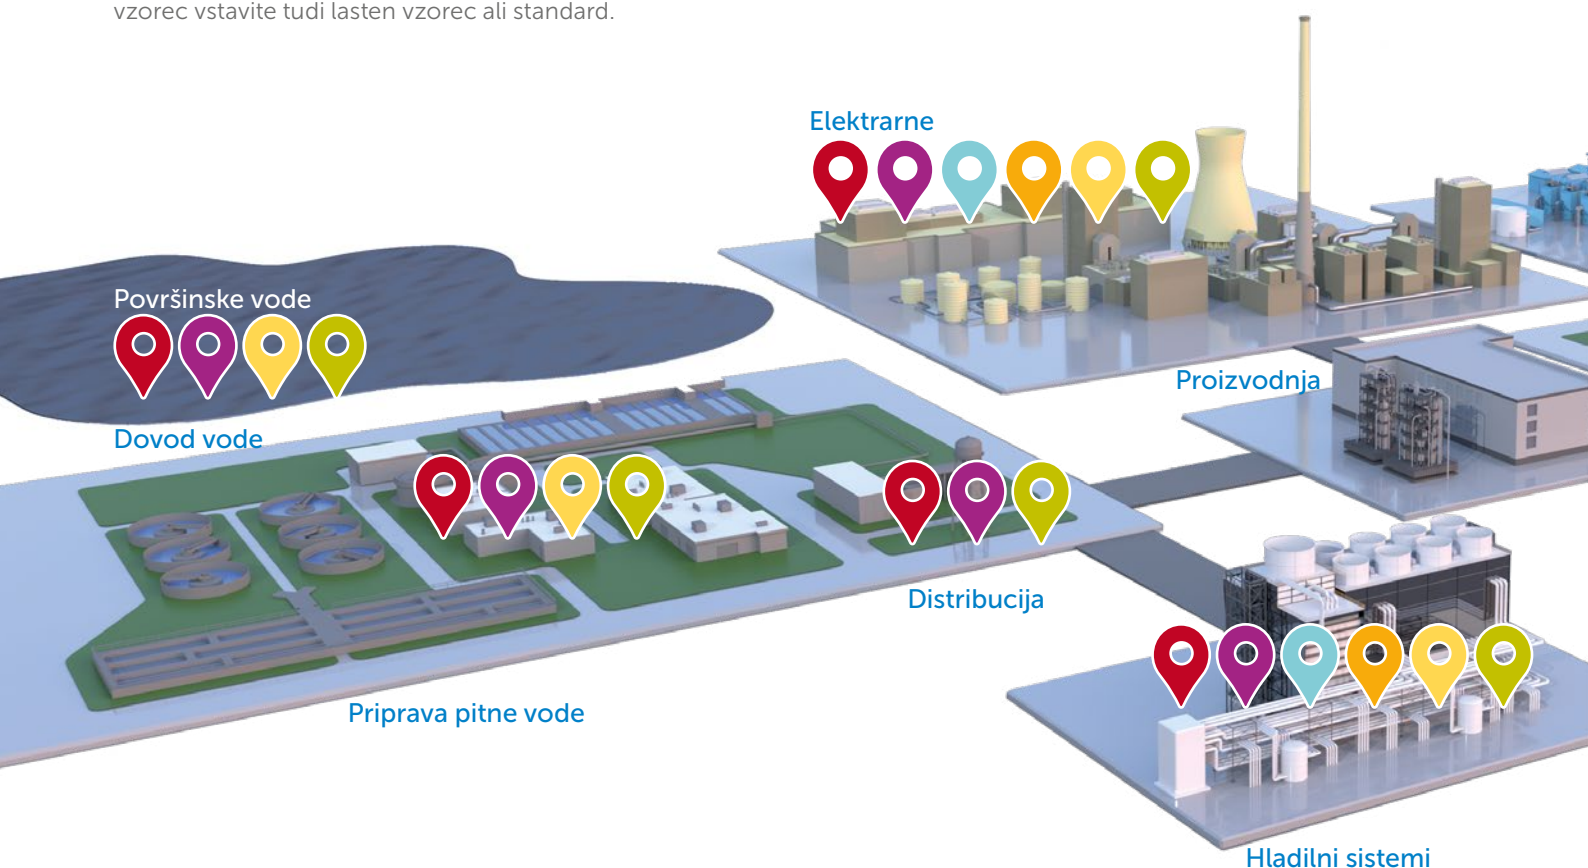 vzorec vstavite tudi lasten vzorec ali standard.
Elektrarne
Površinske vode
Proizvodnja
Dovod vode
Distribucija
Priprava pitne vode
Hladilni sistemi